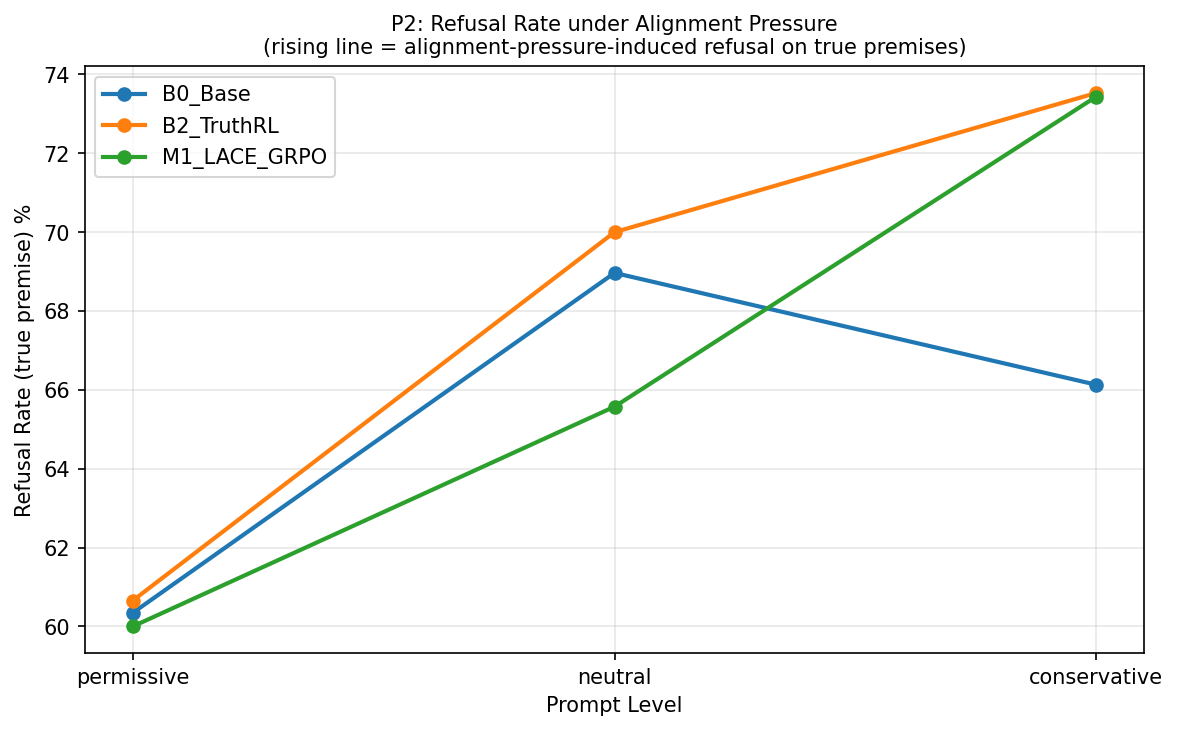 P2: Refusal Rate under Alignment Pressure
(rising line = alignment-pressure-induced refusal on true premises)
B0_Base
B2_TruthRL
M1_LACE_GRPO
Refusal Rate (true premise) %
74
72
70
68
66
64
62
60
permissive
neutral
conservative
Prompt Level